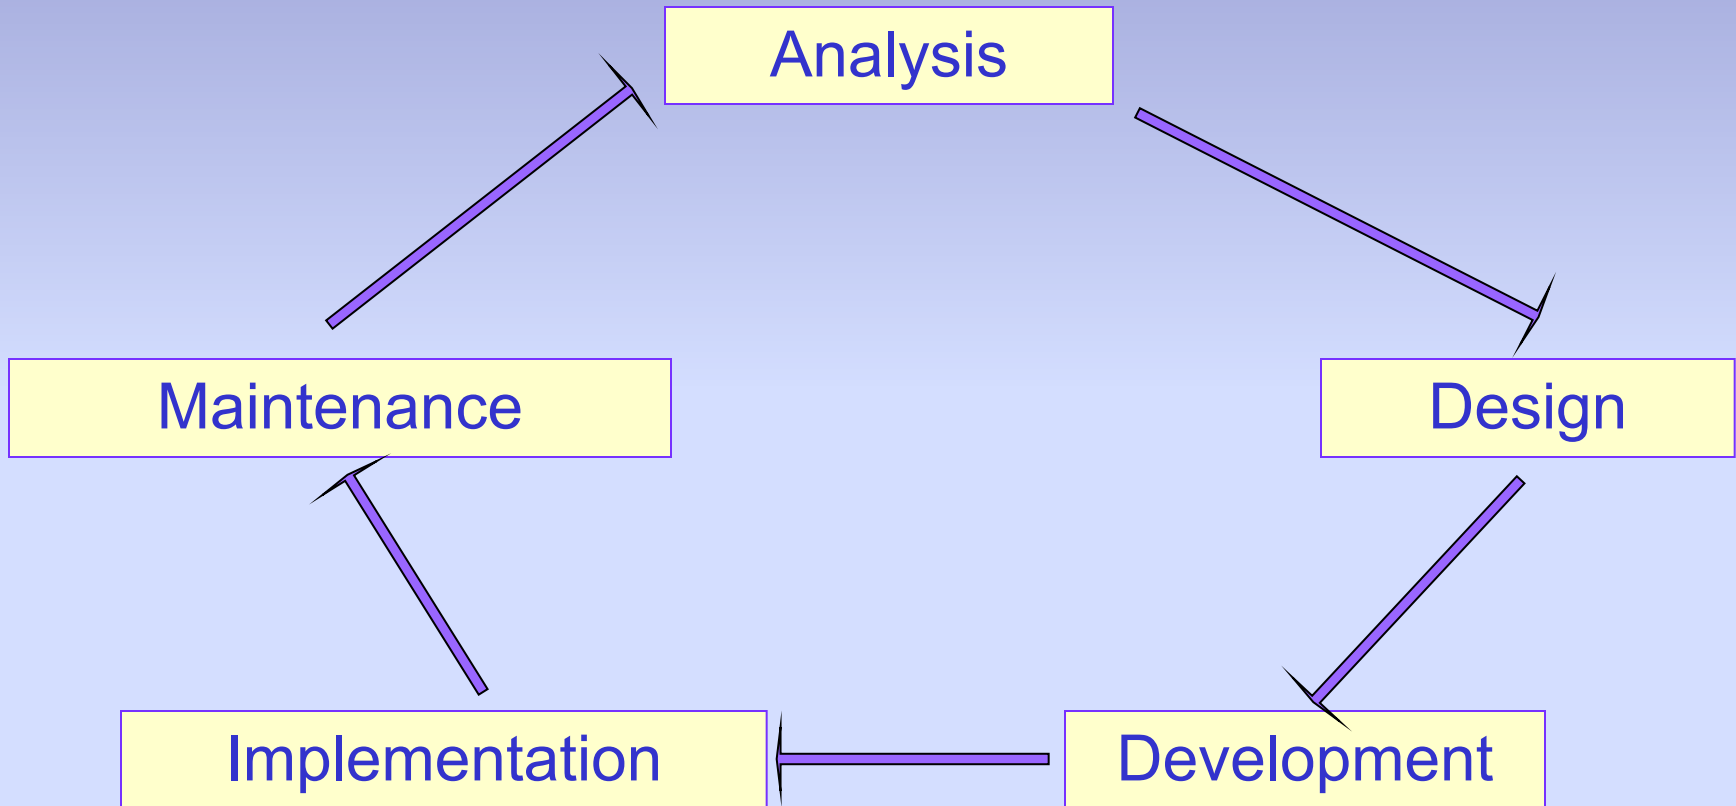 Analysis
Maintenance
Design
Implementation
Development